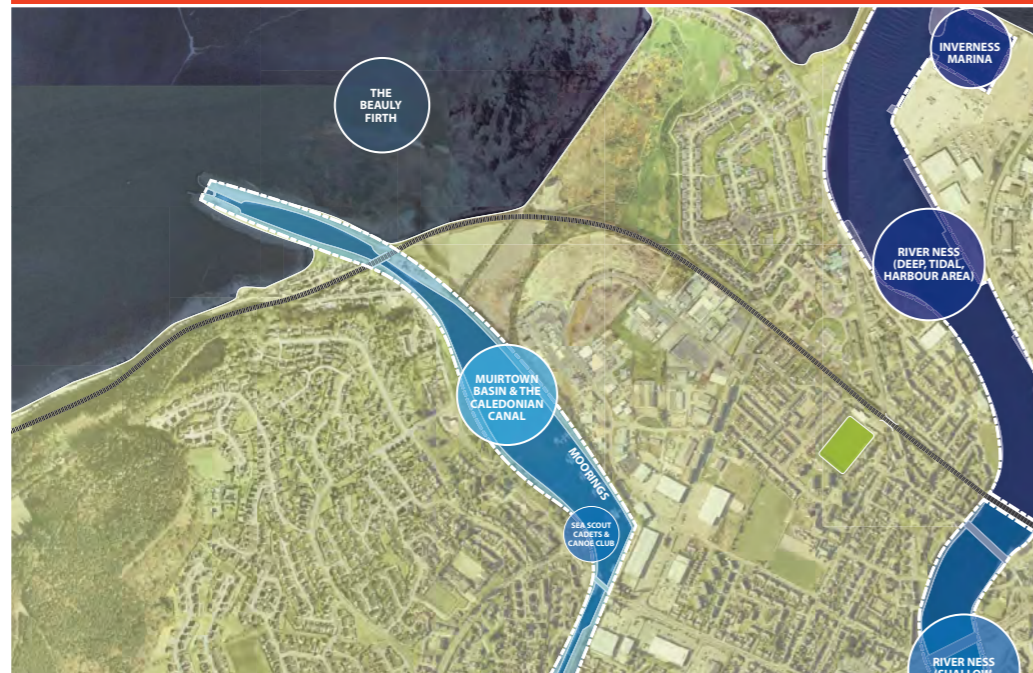 INVERNESS
MARINA
THE
BEAULY
FIRTH
RIVER NESS
(DEEP, TIDAL,
HARBOUR AREA)
MUIRTOWN
BASIN & THE
CALEDONIAN
CANAL
MOORINGS
SEA SCOUT
CADETS &
CANOE CLUB
RIVER NESS
(SHALLOW